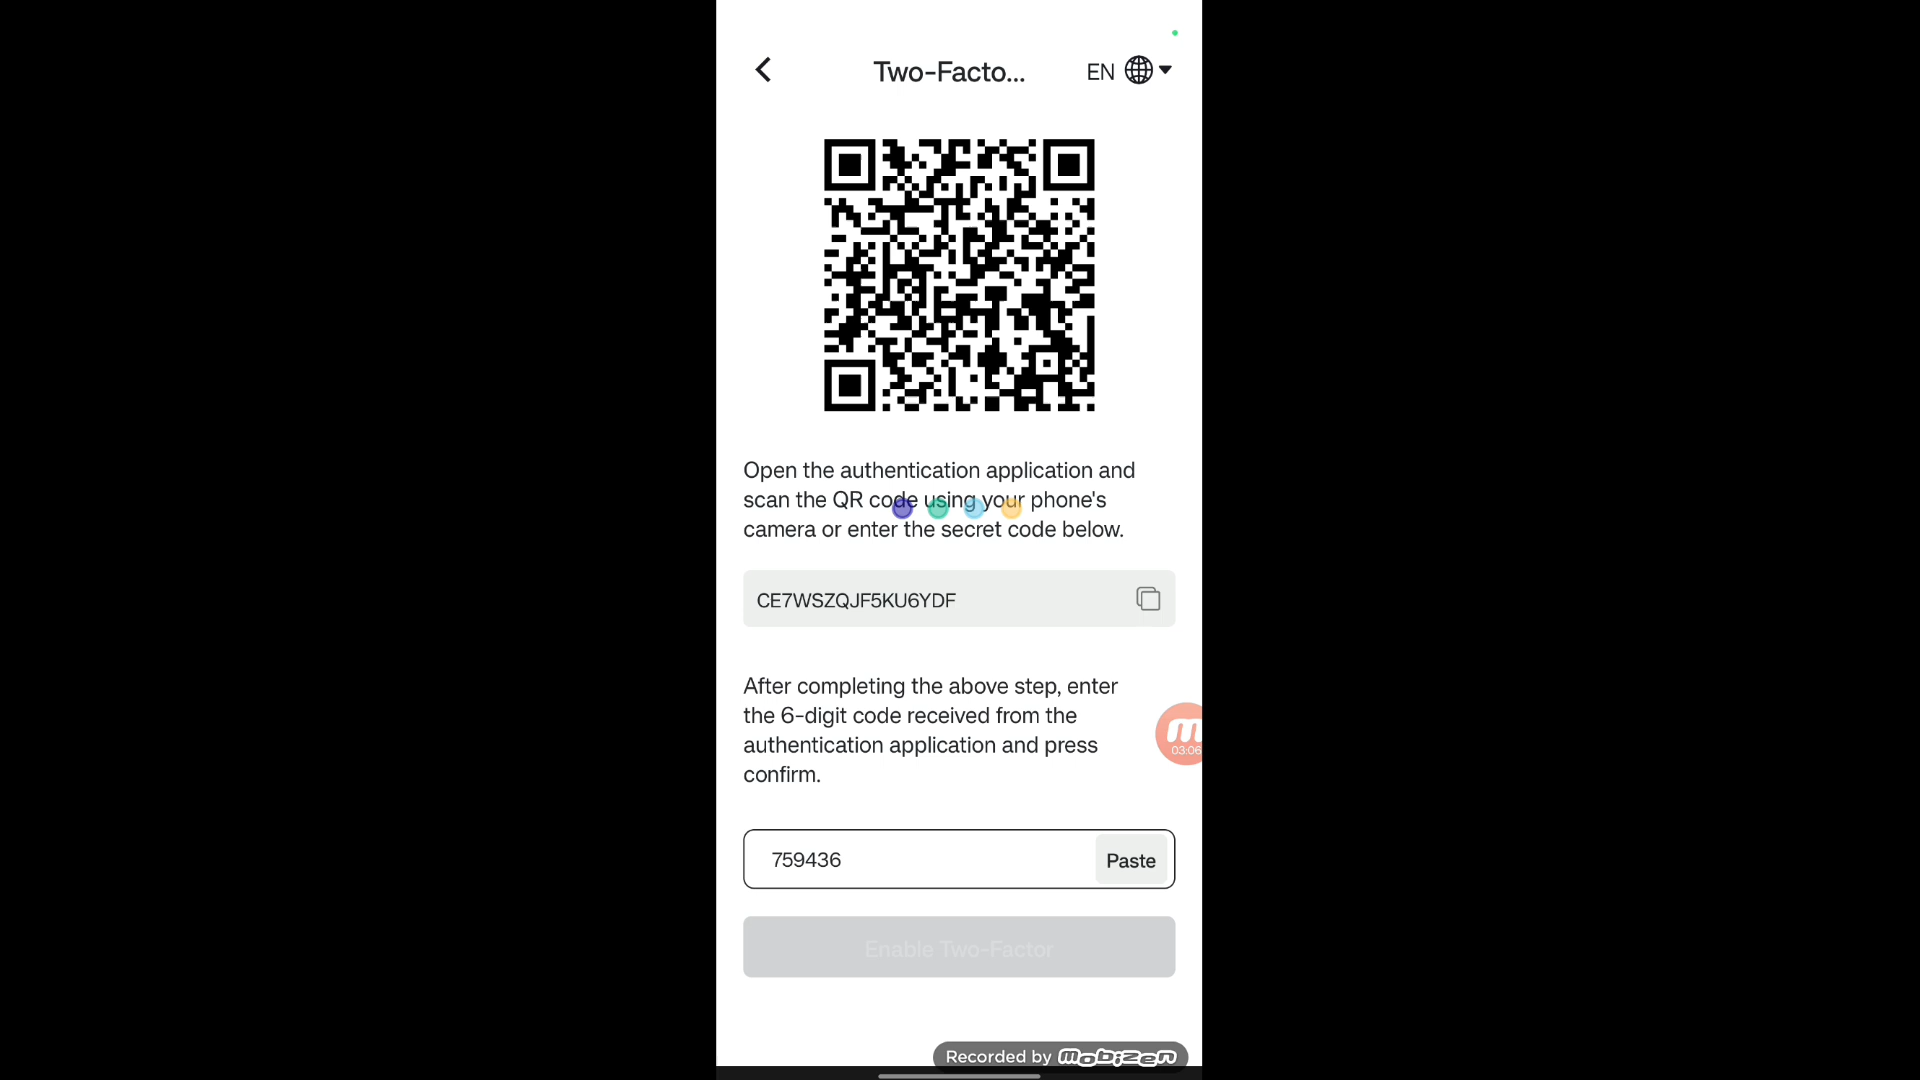 Two-Facto...
EN
Open the authentication application and
scan the QR code using your phone's
camera or enter the secret code below.
CE7WSZQJF5KU6YDF
After completing the above step, enter
the 6-digit code received from the
authentication application and press
confirm.
03:06
759436
Paste
Enable Two-Factor
Recorded by mobizen